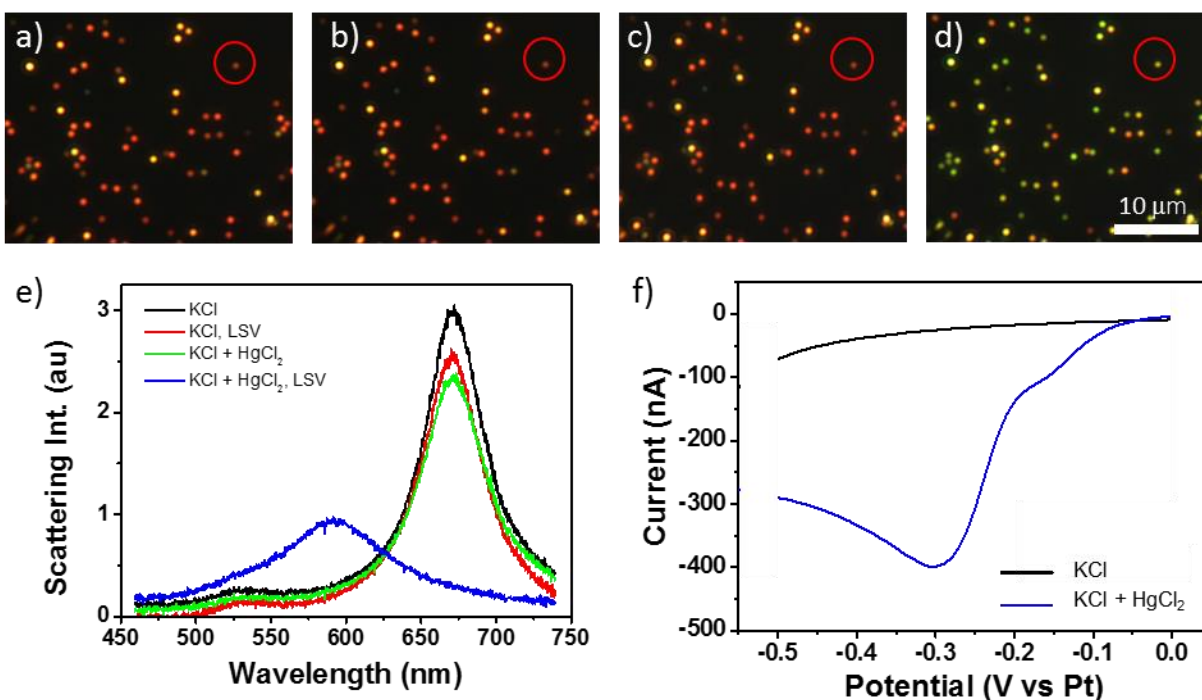 a)
b)
c)
d)
10 μm
e)
KCl
KCl, LSV
KCl + HgCl₂
KCl + HgCl₂, LSV
3
2
1
0
450 500 550 600 650 700 750
Scattering Int. (au)
Wavelength (nm)
f)
0
-100
-200
-300
-400
-500
-0.5 -0.4 -0.3 -0.2 -0.1 0.0
Current (nA)
Potential (V vs Pt)
KCl
KCl + HgCl₂